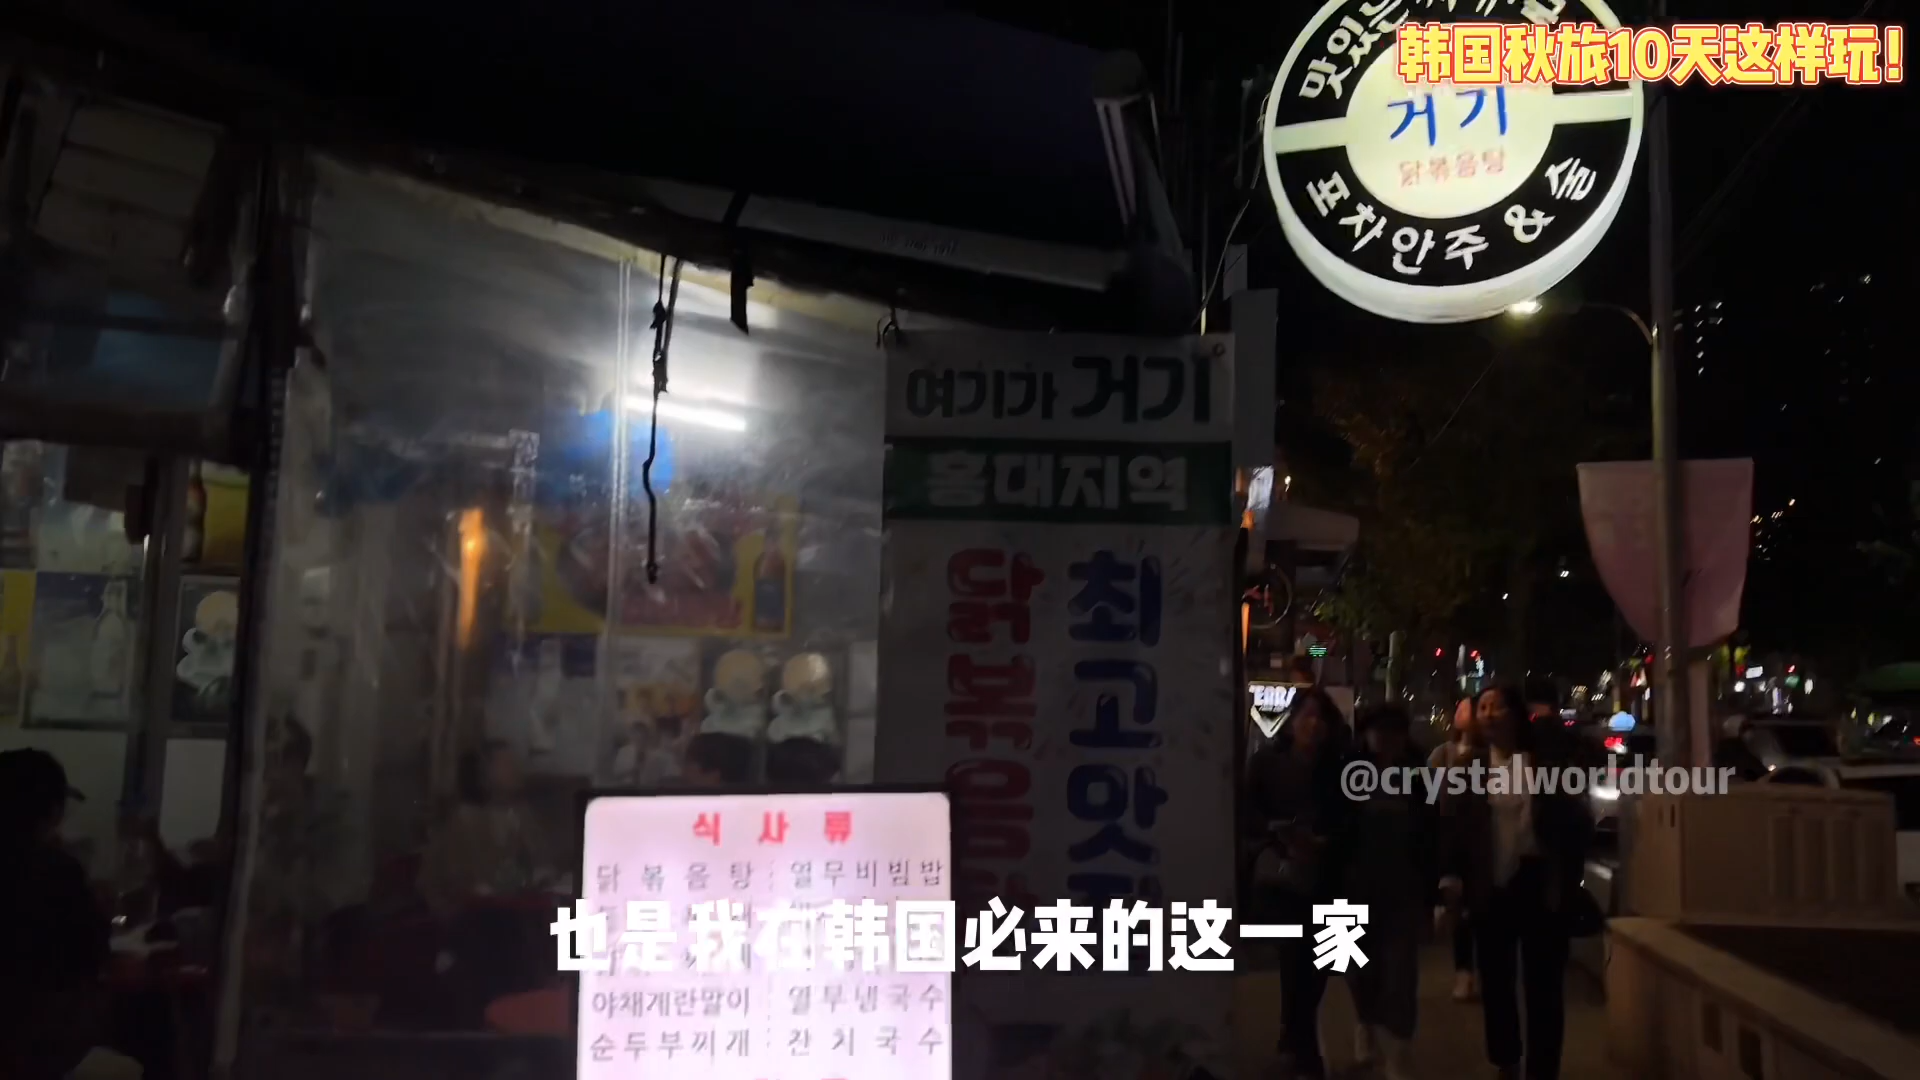 韩国秋旅10天这样玩!
맛있는
거기
닭볶음탕
포차안주 & 술
여기가 거기
홍대지역
닭볶음탕
최고맛집
@crystalworldtour
식사류
닭볶음탕 열무비빔밥
也是我在韩国必来的这一家
야채계란말이 열무냉국수
순두부찌개 잔치국수